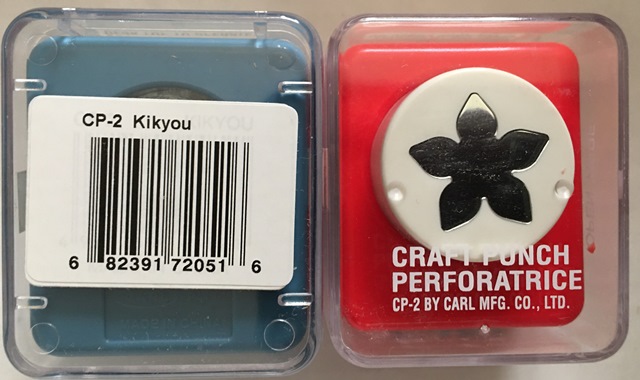 CP-2 Kikyou
6 82391 72051 6
CRAFT PUNCH
PERFORATRICE
CP-2 BY CARL MFG. CO., LTD.